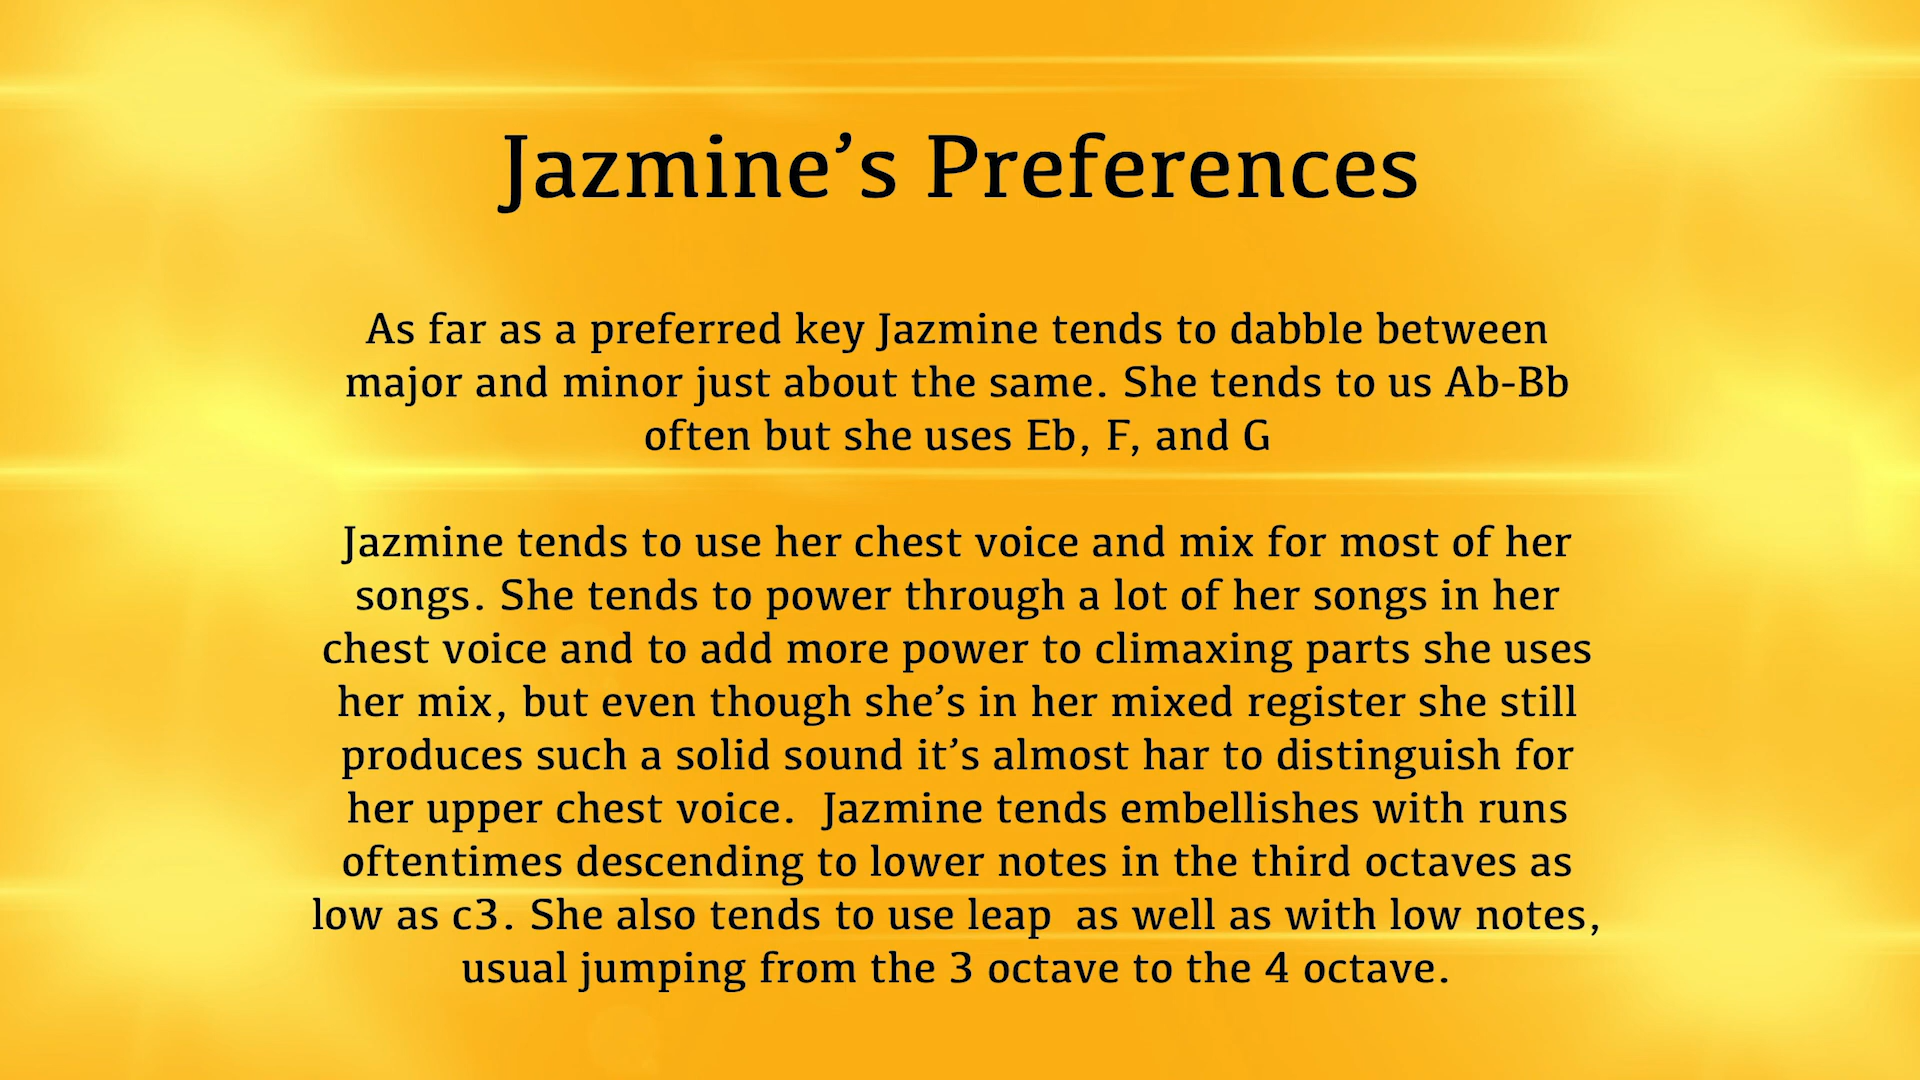 Jazmine’s Preferences
As far as a preferred key Jazmine tends to dabble between
major and minor just about the same. She tends to us Ab-Bb
often but she uses Eb, F, and G
Jazmine tends to use her chest voice and mix for most of her
songs. She tends to power through a lot of her songs in her
chest voice and to add more power to climaxing parts she uses
her mix, but even though she’s in her mixed register she still
produces such a solid sound it’s almost har to distinguish for
her upper chest voice.  Jazmine tends embellishes with runs
oftentimes descending to lower notes in the third octaves as
low as c3. She also tends to use leap  as well as with low notes,
usual jumping from the 3 octave to the 4 octave.